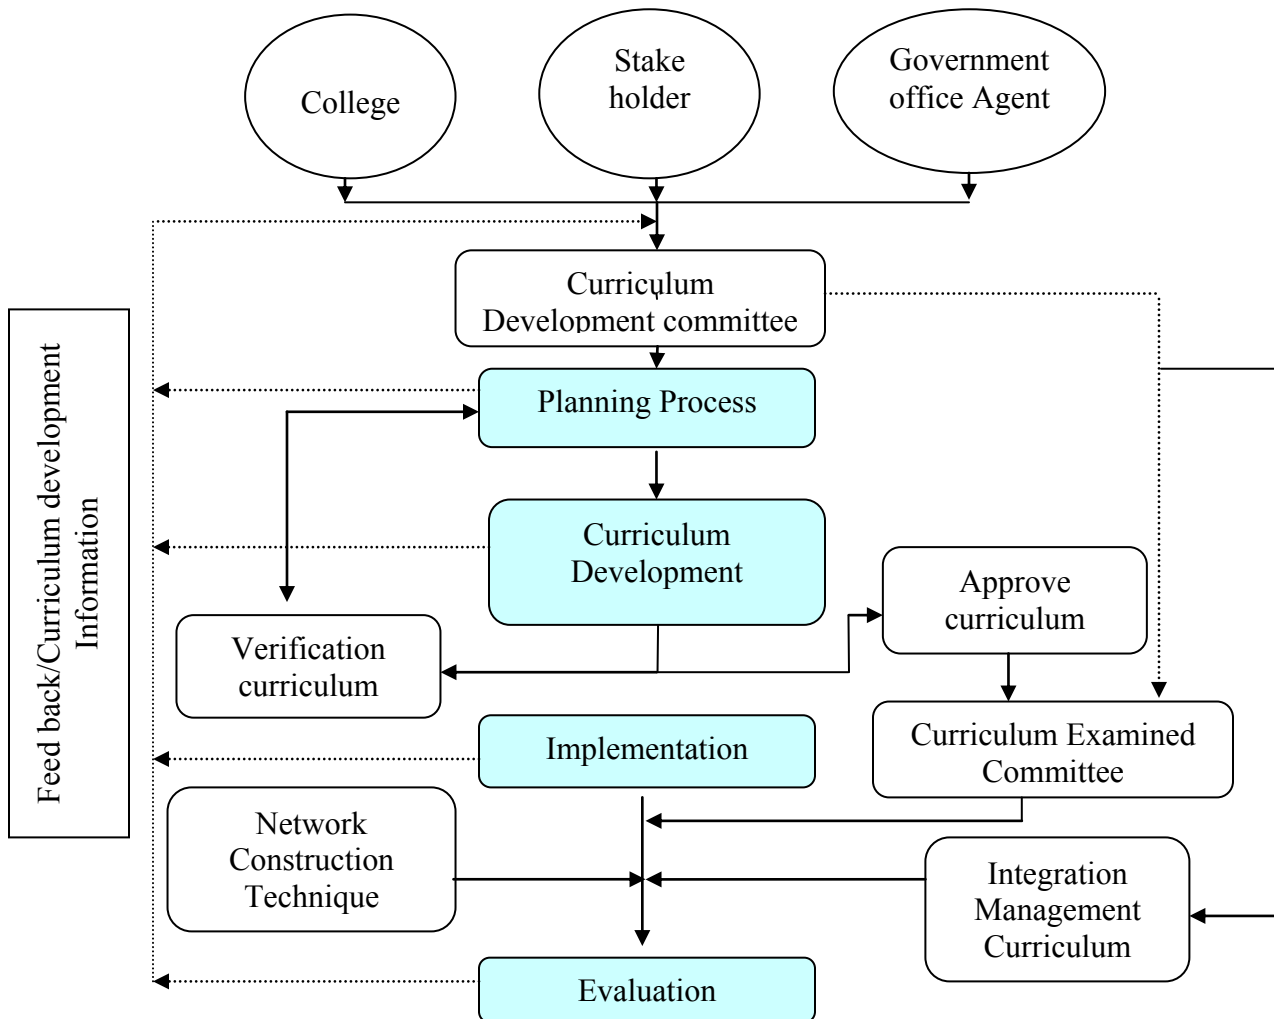 College
Stake
holder
Government
office Agent
Curriculum
Development committee
Planning Process
Feed back/Curriculum development
Information
Curriculum
Development
Approve
curriculum
Verification
curriculum
Implementation
Curriculum Examined
Committee
Network
Construction
Technique
Integration
Management
Curriculum
Evaluation